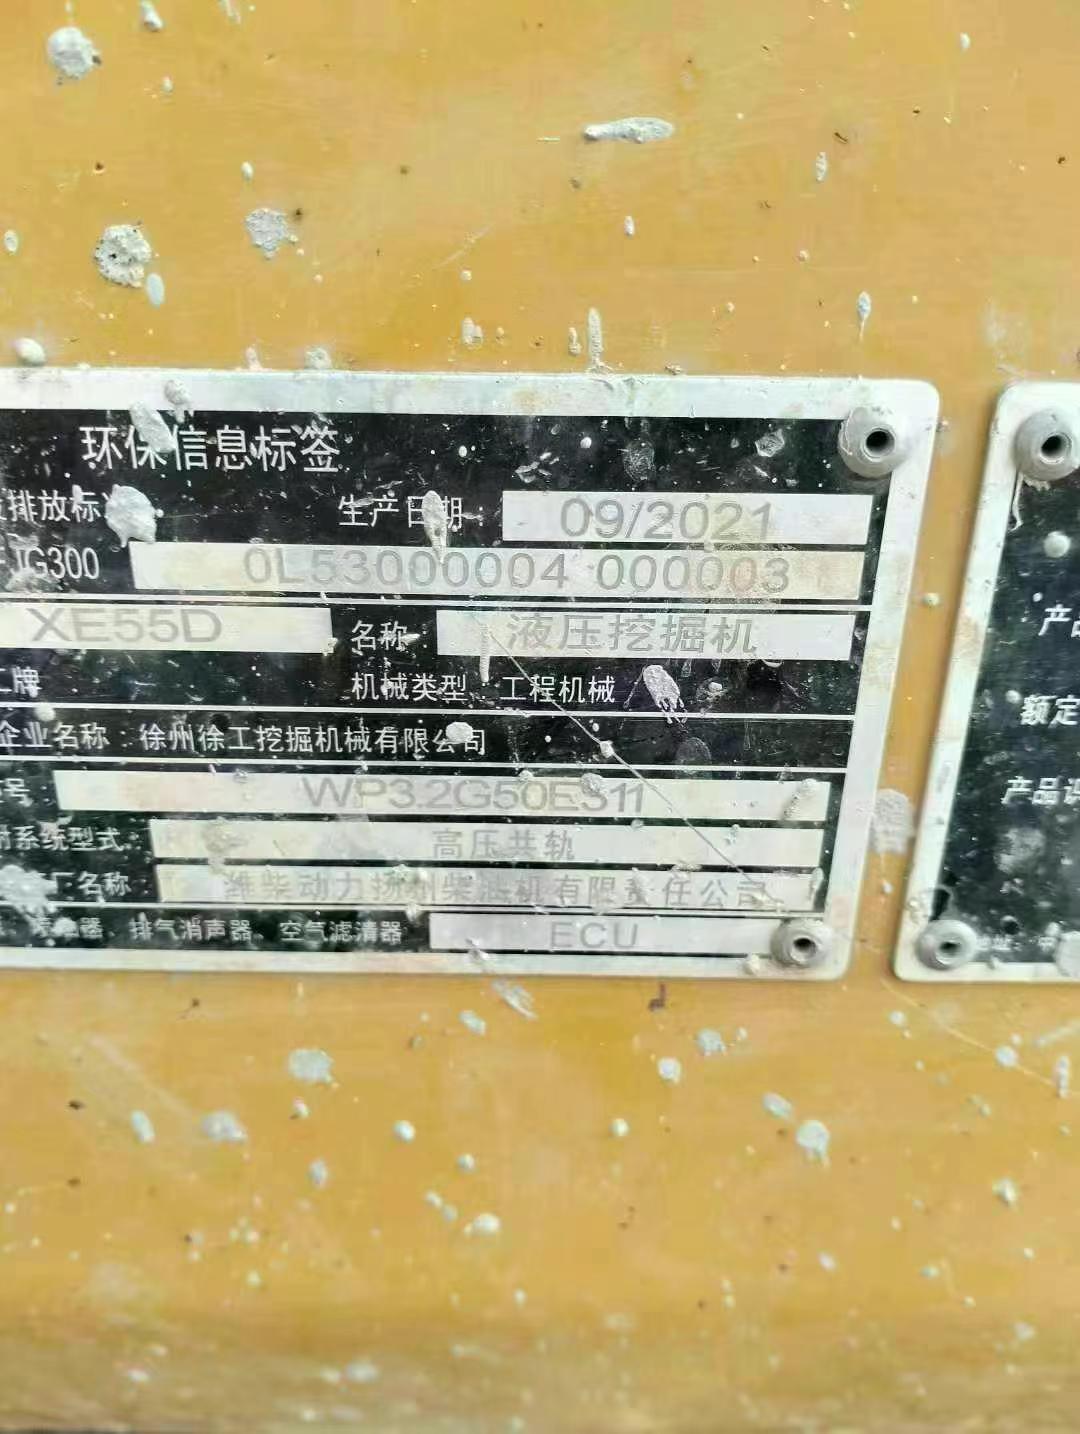 环保信息标签
排放标
生产日期: 09/2021
JG300 0L53000004 000003
XE55D 名称: 液压挖掘机
牌
机械类型: 工程机械
企业名称: 徐州徐工挖掘机械有限公司
号 WP3.2G50E311
系统型式: 高压共轨
厂名称: 潍柴动力扬州柴油机有限责任公司
器、排气消声器、空气滤清器 ECU
产品
额定
产品识
地址: 中